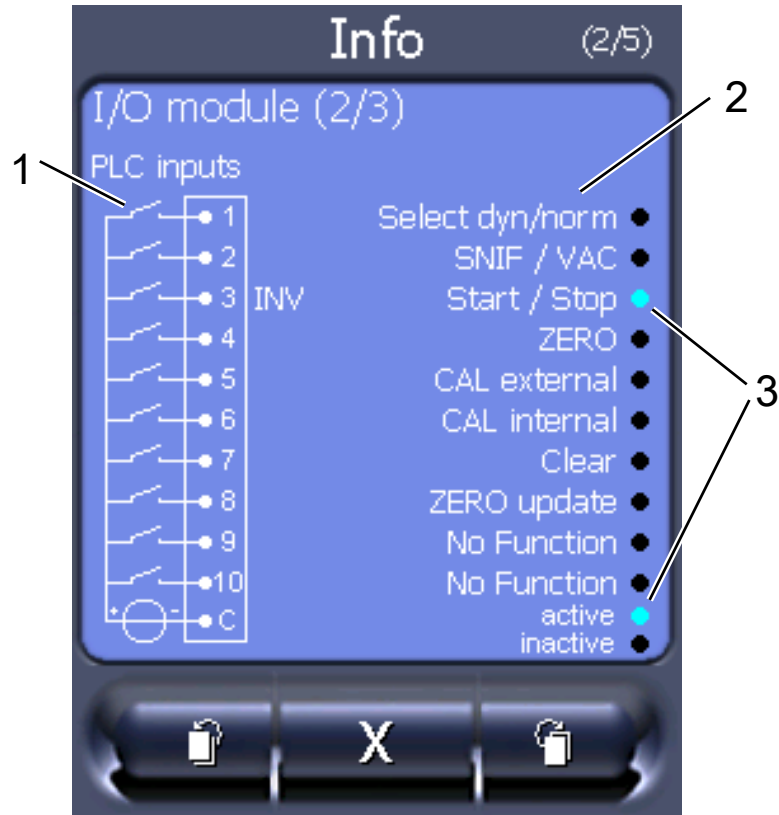 Info (2/5)
I/O module (2/3)
2
PLC inputs
1
1 Select dyn/norm
2 SNIF / VAC
3 INV Start / Stop
4 ZERO
3
5 CAL external
6 CAL internal
7 Clear
8 ZERO update
9 No Function
10 No Function
+ - C active
inactive
X